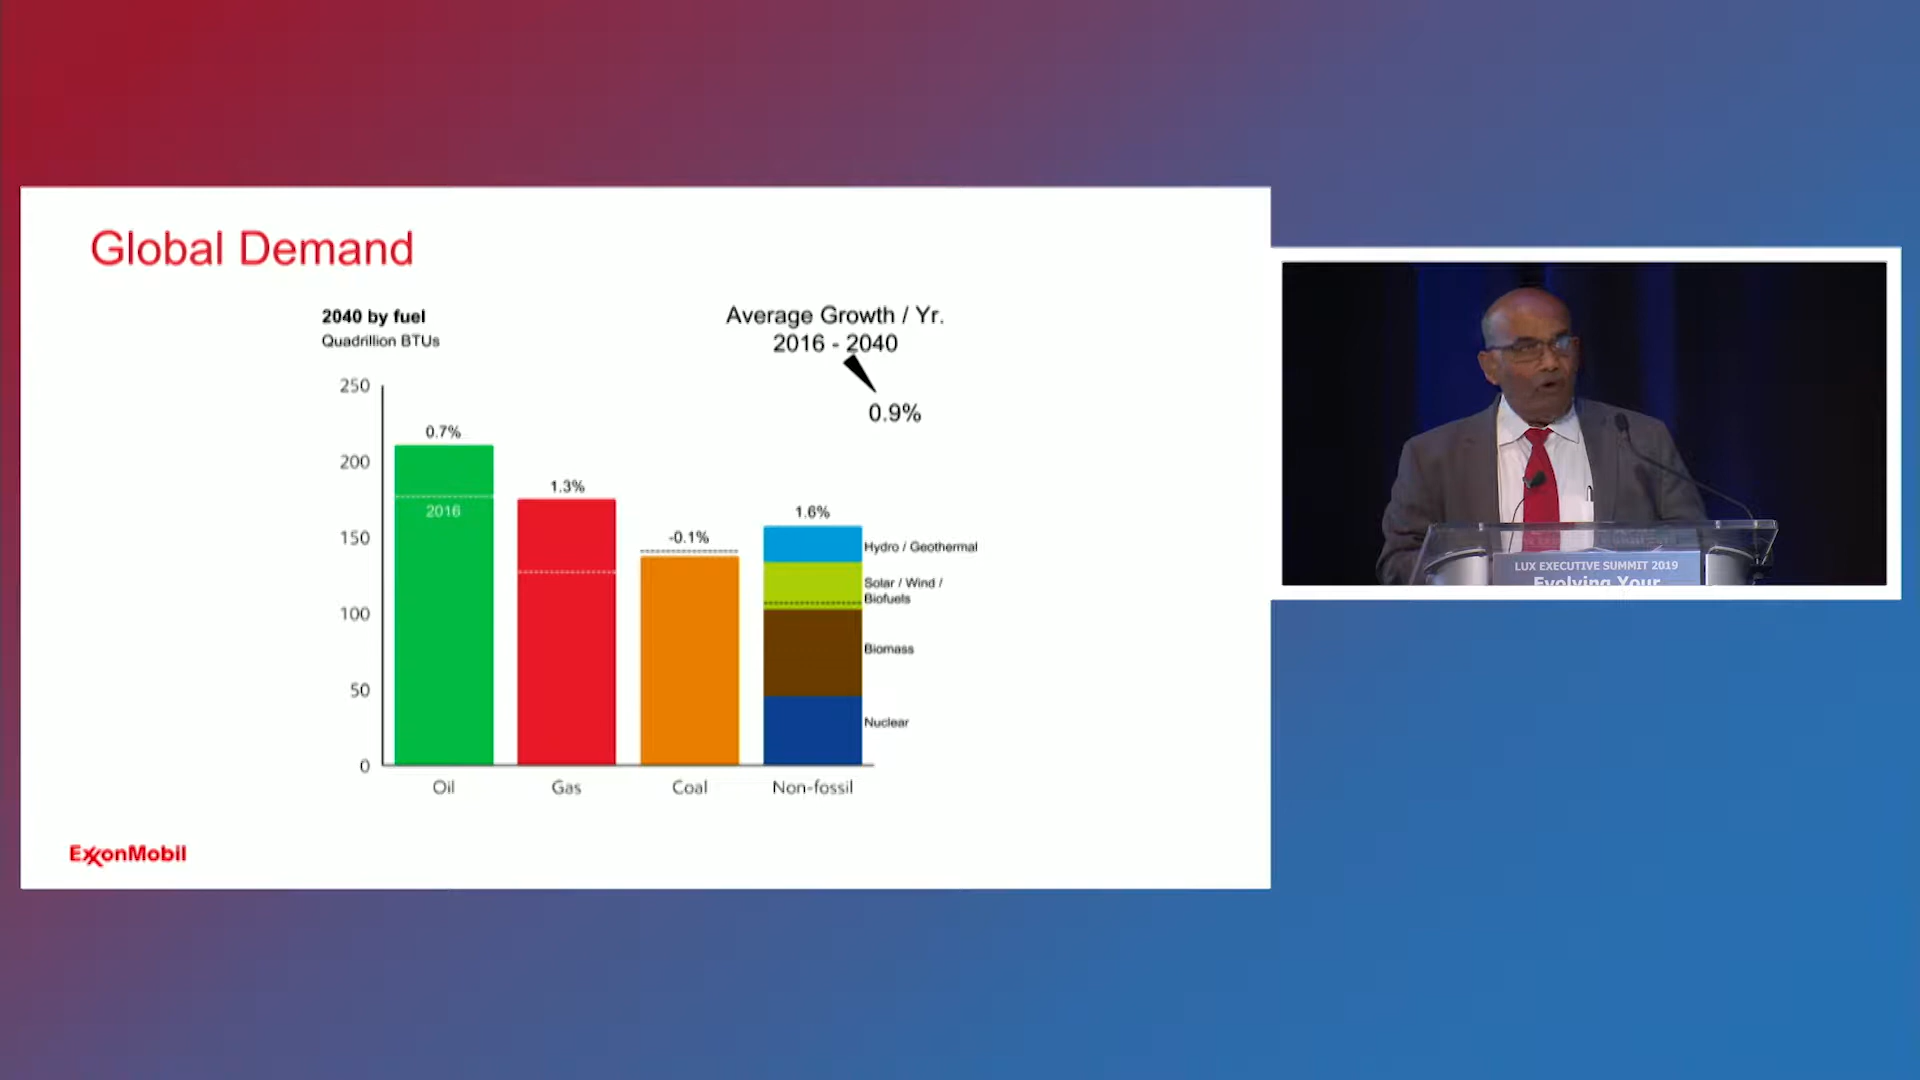 Global Demand
2040 by fuel
Quadrillion BTUs
Average Growth / Yr.
2016 - 2040
0.9%
250
200
150
100
50
0
0.7%
2016
1.3%
-0.1%
1.6%
Hydro / Geothermal
Solar / Wind /
Biofuels
Biomass
Nuclear
Oil
Gas
Coal
Non-fossil
ExxonMobil
LUX EXECUTIVE SUMMIT 2019
Evolving Your